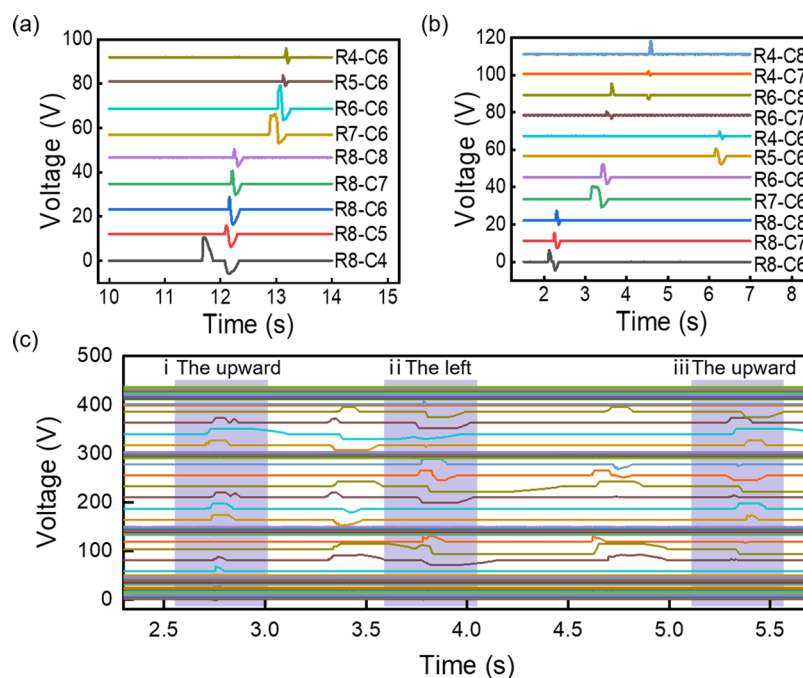 (a)
Voltage (V)
100
80
60
40
20
0
R4-C6
R5-C6
R6-C6
R7-C6
R8-C8
R8-C7
R8-C6
R8-C5
R8-C4
10 11 12 13 14 15
Time (s)
(b)
Voltage (V)
120
100
80
60
40
20
0
R4-C8
R4-C7
R6-C8
R6-C7
R4-C6
R5-C6
R6-C6
R7-C6
R8-C8
R8-C7
R8-C6
2 3 4 5 6 7 8
Time (s)
(c)
Voltage (V)
500
400
300
200
100
0
i The upward
ii The left
iii The upward
2.5 3.0 3.5 4.0 4.5 5.0 5.5
Time (s)